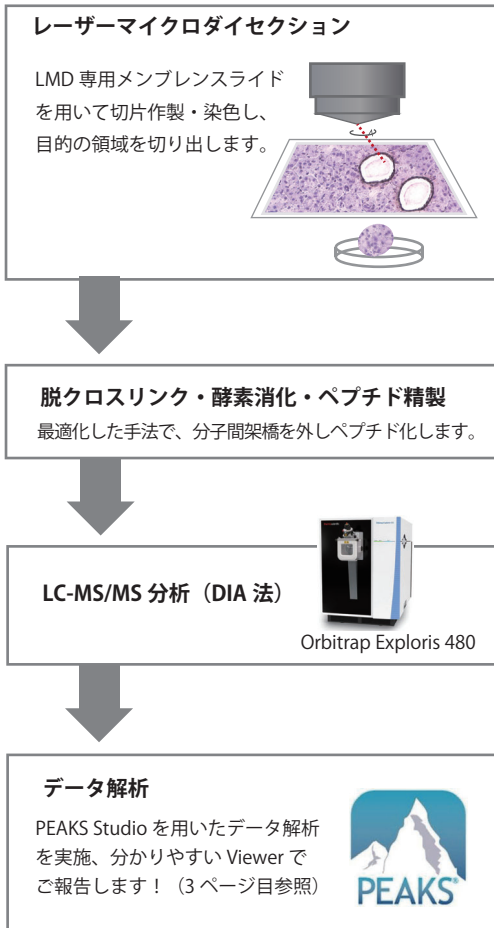 レーザーマイクロダイセクション
LMD 専用メンブレンスライド
を用いて切片作製・染色し、
目的の領域を切り出します。
脱クロスリンク・酵素消化・ペプチド精製
最適化した手法で、分子間架橋を外しペプチド化します。
LC-MS/MS 分析（DIA 法）
Orbitrap Exploris 480
データ解析
PEAKS Studio を用いたデータ解析
を実施、分かりやすい Viewer で
ご報告します！（3 ページ目参照）
PEAKS®